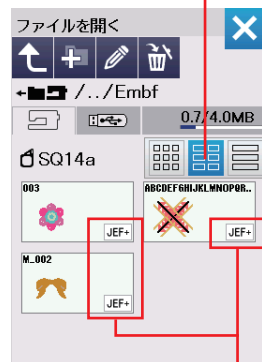 ファイルを開く
/../Embf
0.7/4.0MB
SQ14a
003
JEF+
ABCDEFGHIJKLMNOPQR..
JEF+
M_002
JEF+